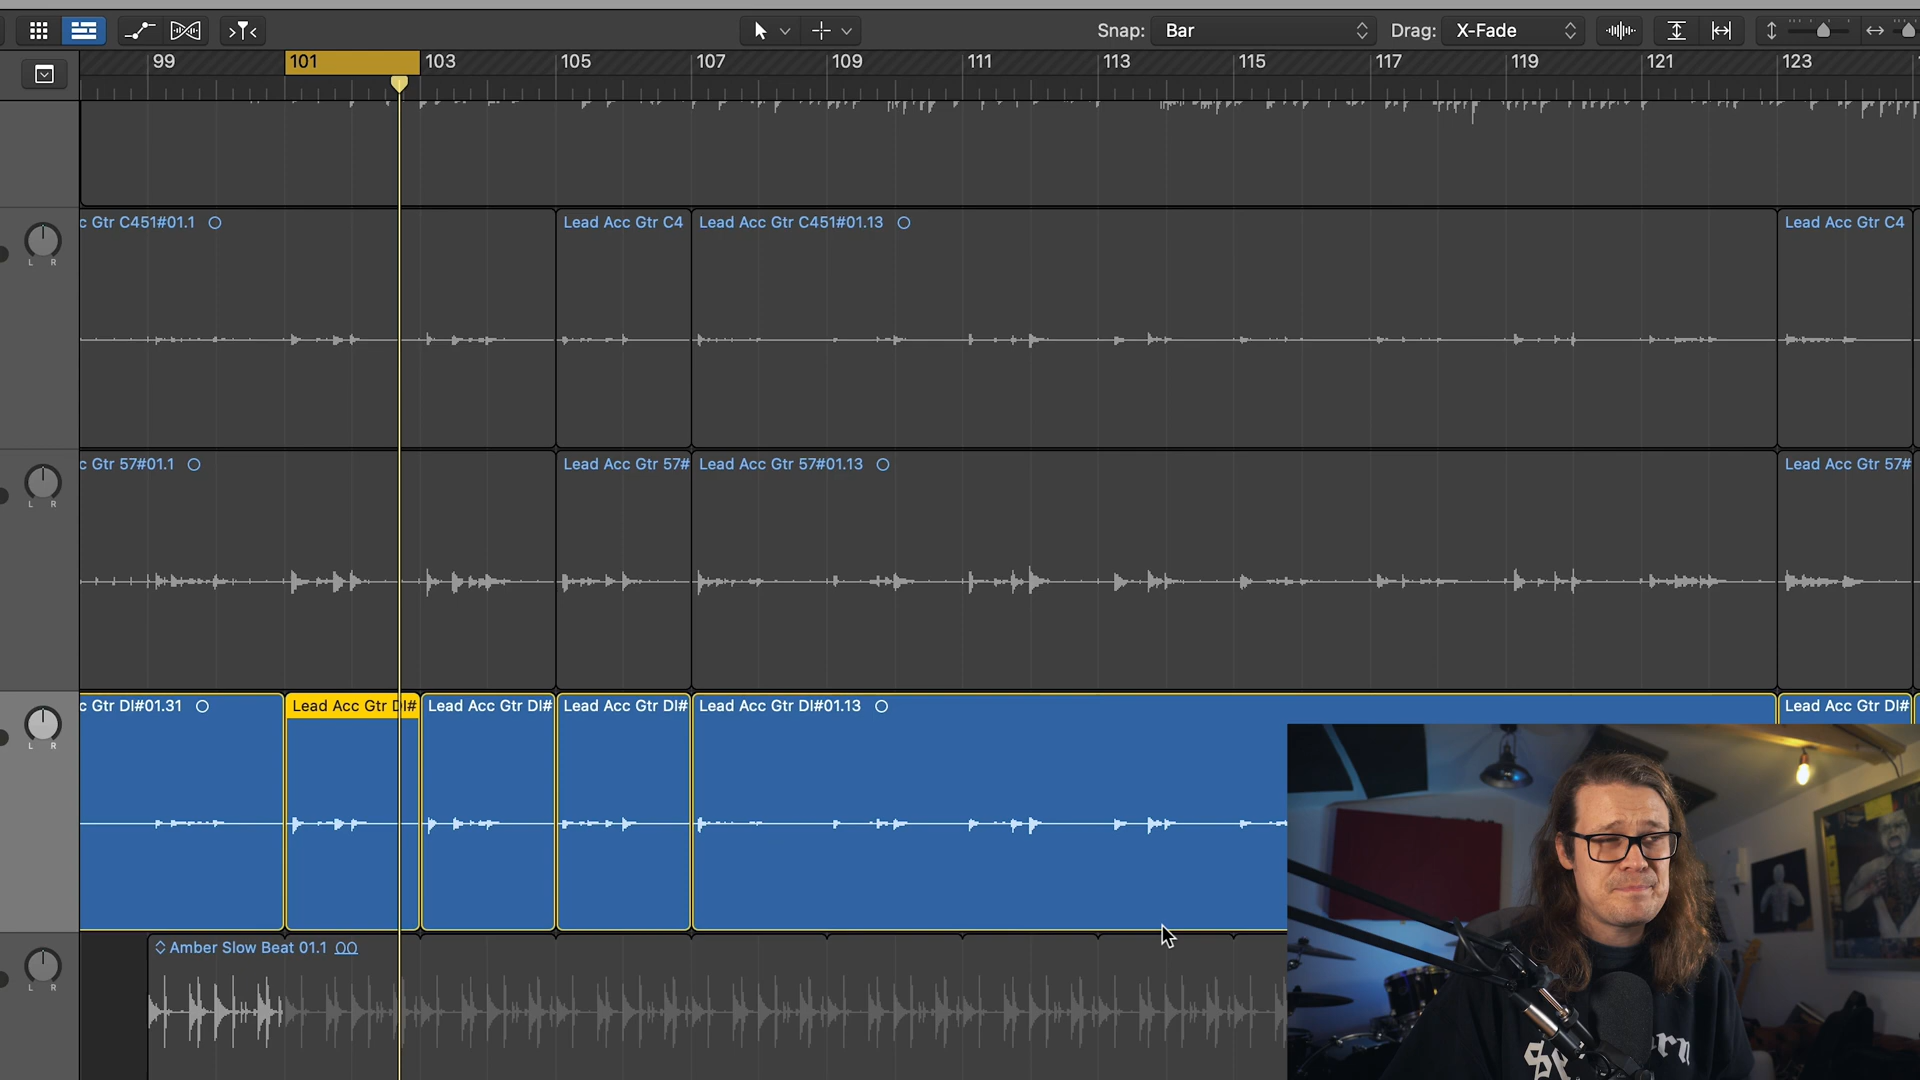 Snap: Bar Drag: X-Fade
99 101 103 105 107 109 111 113 115 117 119 121 123
c Gtr C451#01.1 Lead Acc Gtr C4 Lead Acc Gtr C451#01.13 Lead Acc Gtr C4
L R
c Gtr 57#01.1 Lead Acc Gtr 57# Lead Acc Gtr 57#01.13 Lead Acc Gtr 57#
L R
c Gtr DI#01.31 Lead Acc Gtr DI# Lead Acc Gtr DI# Lead Acc Gtr DI# Lead Acc Gtr DI#01.13 Lead Acc Gtr DI#
L R
Amber Slow Beat 01.1
L R